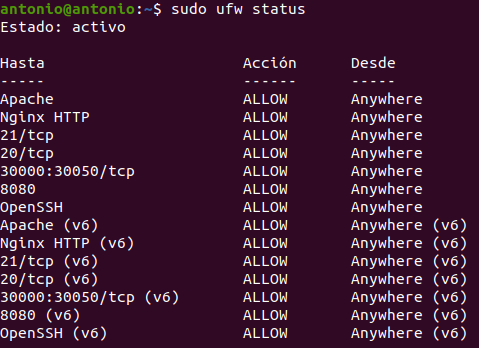 antonio@antonio:~$ sudo ufw status
Estado: activo
Hasta Acción Desde
----- ------ -----
Apache ALLOW Anywhere
Nginx HTTP ALLOW Anywhere
21/tcp ALLOW Anywhere
20/tcp ALLOW Anywhere
30000:30050/tcp ALLOW Anywhere
8080 ALLOW Anywhere
OpenSSH ALLOW Anywhere
Apache (v6) ALLOW Anywhere (v6)
Nginx HTTP (v6) ALLOW Anywhere (v6)
21/tcp (v6) ALLOW Anywhere (v6)
20/tcp (v6) ALLOW Anywhere (v6)
30000:30050/tcp (v6) ALLOW Anywhere (v6)
8080 (v6) ALLOW Anywhere (v6)
OpenSSH (v6) ALLOW Anywhere (v6)